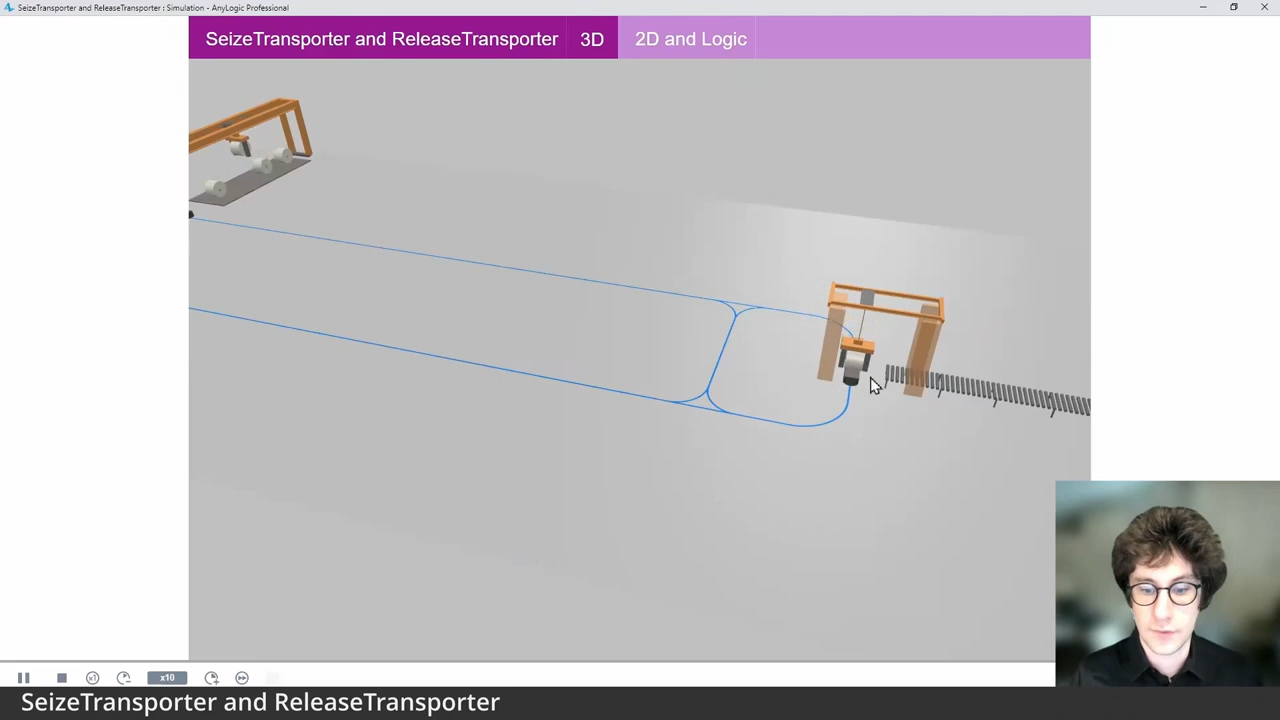 SeizeTransporter and ReleaseTransporter : Simulation - AnyLogic Professional
SeizeTransporter and ReleaseTransporter 3D 2D and Logic
x10
SeizeTransporter and ReleaseTransporter